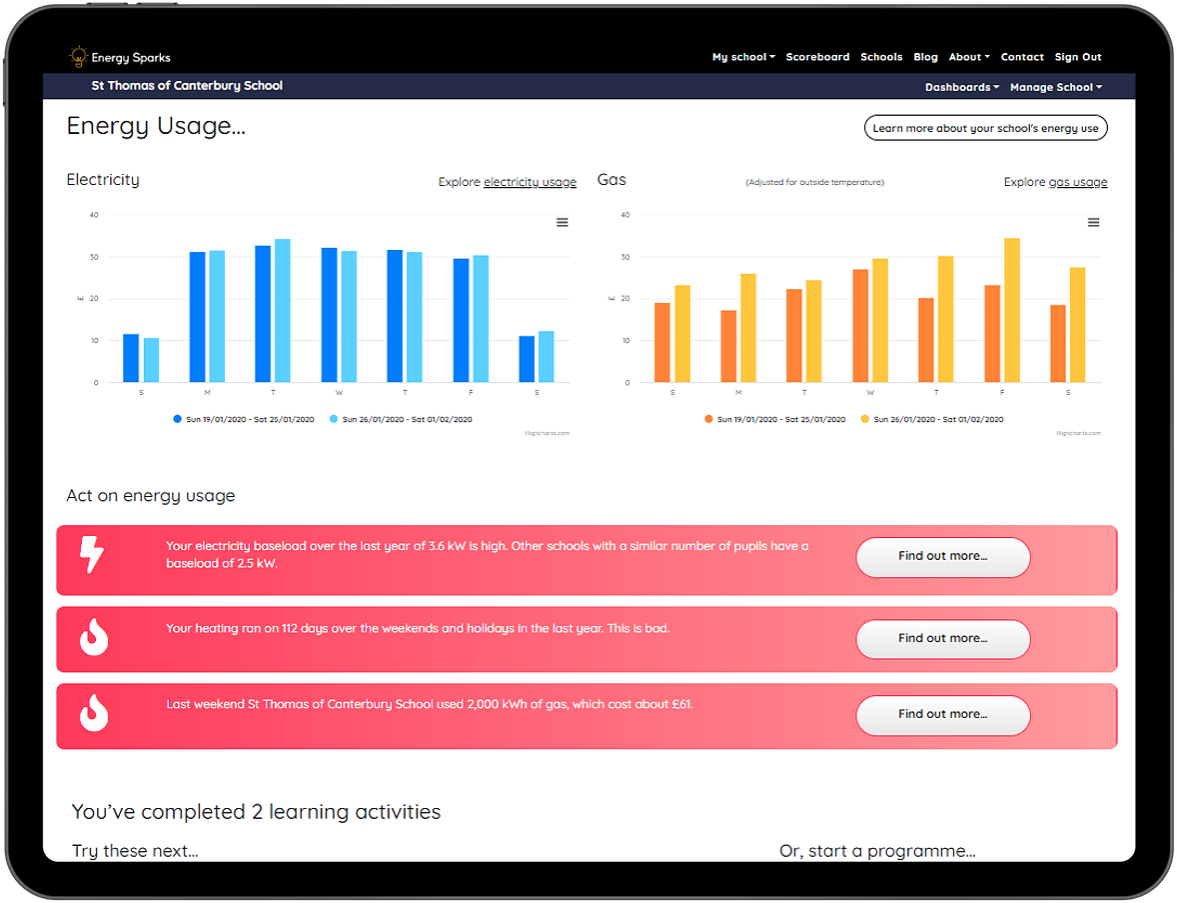 Energy Sparks
My school Scoreboard Schools Blog About Contact Sign Out
St Thomas of Canterbury School
Dashboards Manage School
Energy Usage...
Learn more about your school's energy use
Electricity
Explore electricity usage
40
30
20
10
0
£
S M T W T F S
Sun 19/01/2020 - Sat 25/01/2020 Sun 26/01/2020 - Sat 01/02/2020
Highcharts.com
Gas
(Adjusted for outside temperature)
Explore gas usage
40
30
20
10
0
£
S M T W T F S
Sun 19/01/2020 - Sat 25/01/2020 Sun 26/01/2020 - Sat 01/02/2020
Highcharts.com
Act on energy usage
Your electricity baseload over the last year of 3.6 kW is high. Other schools with a similar number of pupils have a
baseload of 2.5 kW.
Find out more...
Your heating ran on 112 days over the weekends and holidays in the last year. This is bad.
Find out more...
Last weekend St Thomas of Canterbury School used 2,000 kWh of gas, which cost about £61.
Find out more...
You've completed 2 learning activities
Try these next...
Or, start a programme...